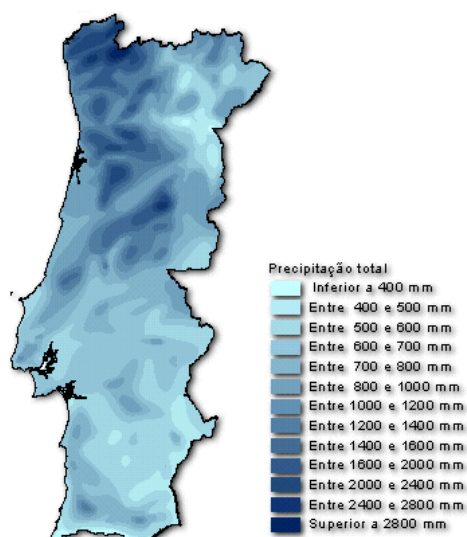 Precipitação total
Inferior a 400 mm
Entre 400 e 500 mm
Entre 500 e 600 mm
Entre 600 e 700 mm
Entre 700 e 800 mm
Entre 800 e 1000 mm
Entre 1000 e 1200 mm
Entre 1200 e 1400 mm
Entre 1400 e 1600 mm
Entre 1600 e 2000 mm
Entre 2000 e 2400 mm
Entre 2400 e 2800 mm
Superior a 2800 mm